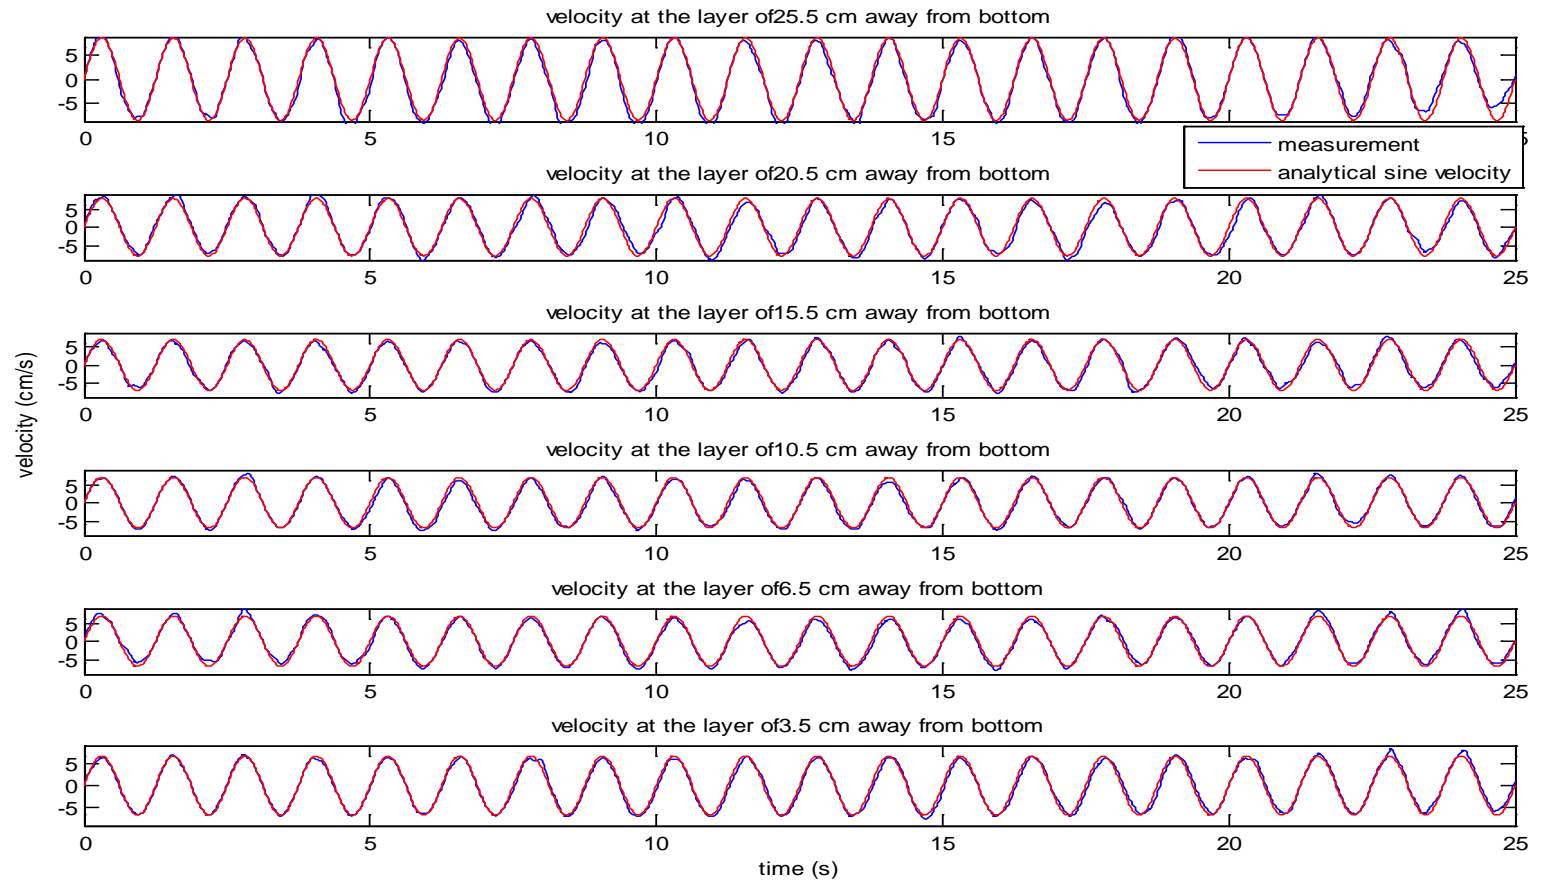 velocity at the layer of25.5 cm away from bottom
5
0
-5
0 5 10 15 20 5
measurement
analytical sine velocity
velocity at the layer of20.5 cm away from bottom
5
0
-5
0 5 10 15 20 25
velocity at the layer of15.5 cm away from bottom
5
0
-5
0 5 10 15 20 25
velocity (cm/s)
velocity at the layer of10.5 cm away from bottom
5
0
-5
0 5 10 15 20 25
velocity at the layer of6.5 cm away from bottom
5
0
-5
0 5 10 15 20 25
velocity at the layer of3.5 cm away from bottom
5
0
-5
0 5 10 15 20 25
time (s)